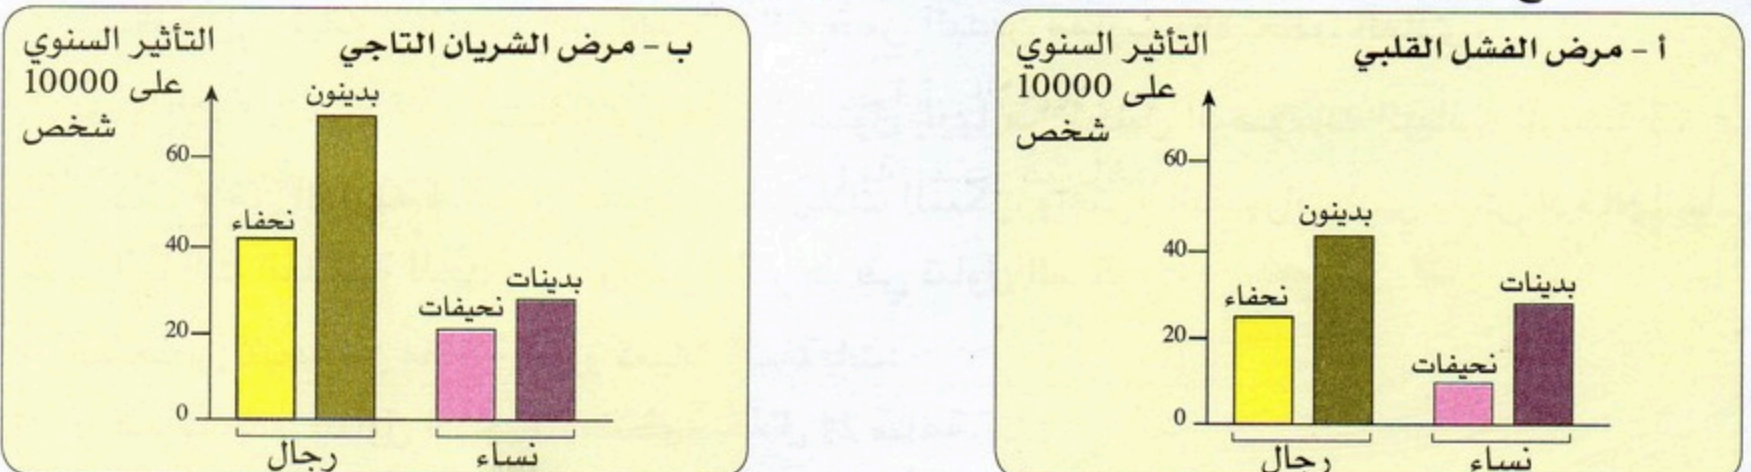 أ - مرض الفشل القلبي
التأثير السنوي
على 10000
شخص
60
40
20
0
نحفاء
بدينون
نحيفات
بدينات
رجال
نساء
ب - مرض الشريان التاجي
التأثير السنوي
على 10000
شخص
60
40
20
0
نحفاء
بدينون
نحيفات
بدينات
رجال
نساء